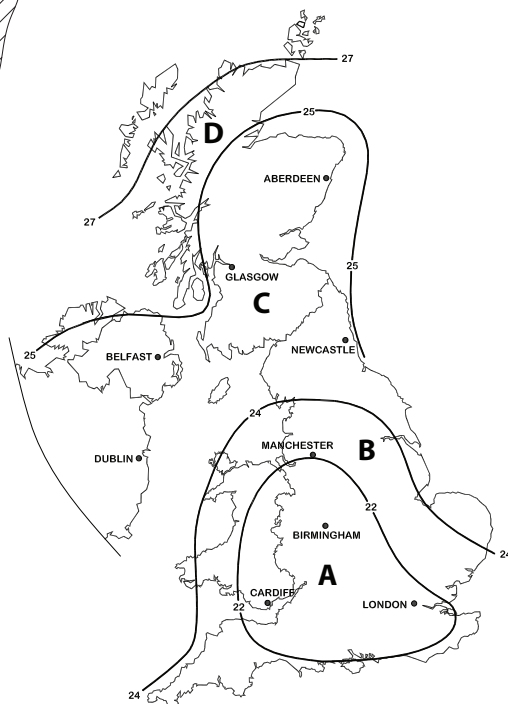 27
25
D
ABERDEEN
27
25
GLASGOW
C
NEWCASTLE
25
BELFAST
24
MANCHESTER
B
DUBLIN
22
BIRMINGHAM
24
A
CARDIFF
22
LONDON
24